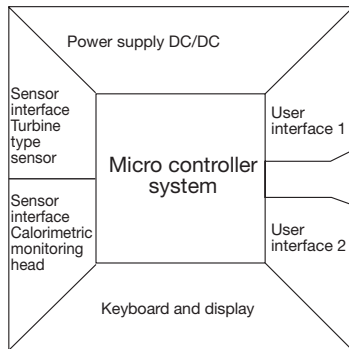 Power supply DC/DC
Sensor
interface
Turbine
type
sensor
User
interface 1
Micro controller
system
Sensor
interface
Calorimetric
monitoring
head
User
interface 2
Keyboard and display